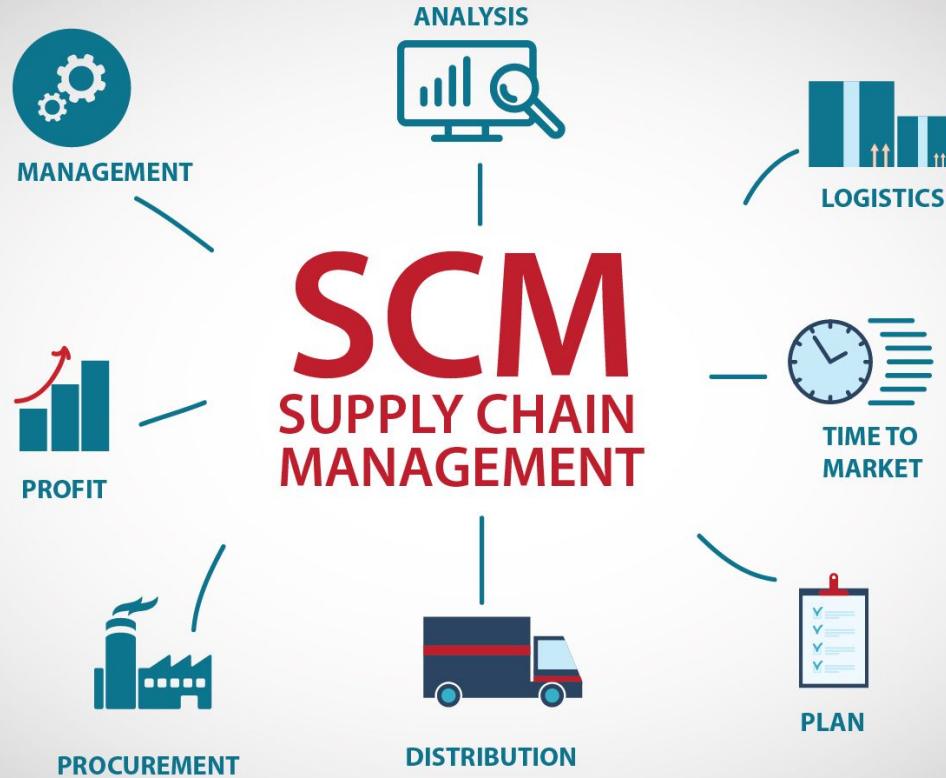 ANALYSIS
MANAGEMENT
LOGISTICS
SCM
SUPPLY CHAIN
MANAGEMENT
TIME TO
MARKET
PROFIT
PLAN
PROCUREMENT
DISTRIBUTION